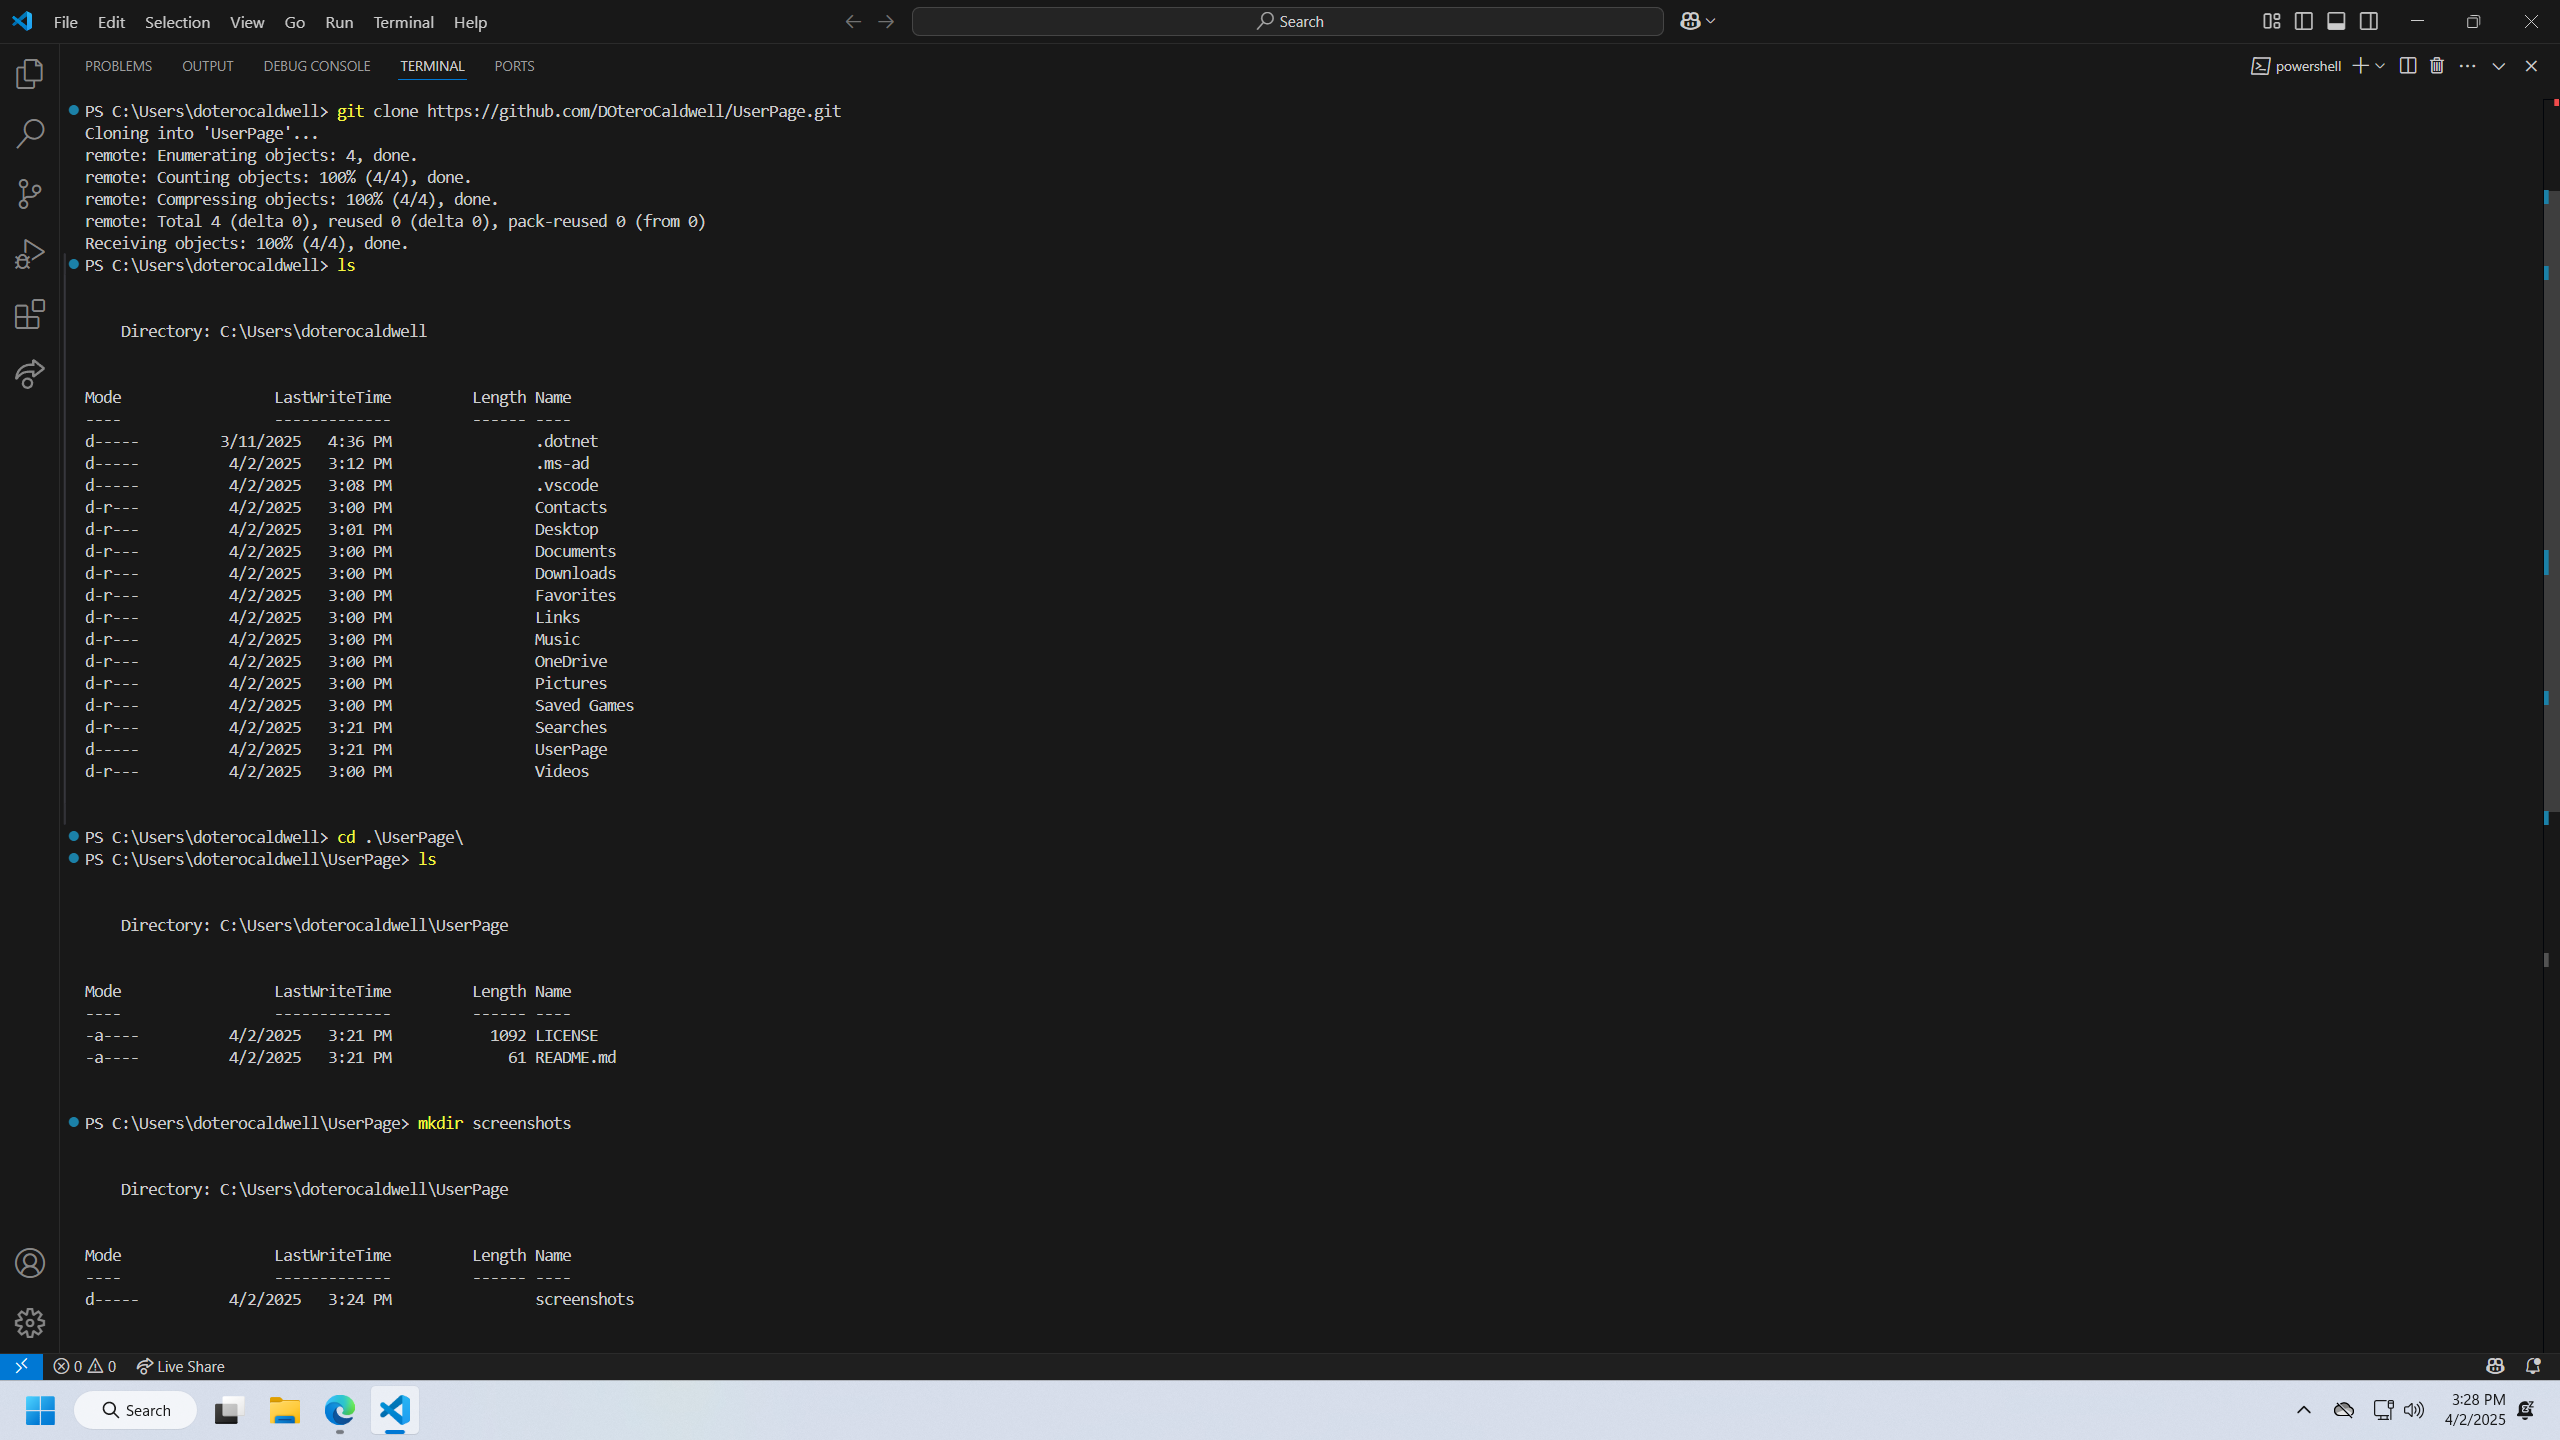 File Edit Selection View Go Run Terminal Help
Search
PROBLEMS OUTPUT DEBUG CONSOLE TERMINAL PORTS
powershell
PS C:\Users\doterocaldwell> git clone https://github.com/DOteroCaldwell/UserPage.git
Cloning into 'UserPage'...
remote: Enumerating objects: 4, done.
remote: Counting objects: 100% (4/4), done.
remote: Compressing objects: 100% (4/4), done.
remote: Total 4 (delta 0), reused 0 (delta 0), pack-reused 0 (from 0)
Receiving objects: 100% (4/4), done.
PS C:\Users\doterocaldwell> ls
Directory: C:\Users\doterocaldwell
Mode LastWriteTime Length Name
---- ------------- ------ ----
d----- 3/11/2025 4:36 PM .dotnet
d----- 4/2/2025 3:12 PM .ms-ad
d----- 4/2/2025 3:08 PM .vscode
d-r--- 4/2/2025 3:00 PM Contacts
d-r--- 4/2/2025 3:01 PM Desktop
d-r--- 4/2/2025 3:00 PM Documents
d-r--- 4/2/2025 3:00 PM Downloads
d-r--- 4/2/2025 3:00 PM Favorites
d-r--- 4/2/2025 3:00 PM Links
d-r--- 4/2/2025 3:00 PM Music
d-r--- 4/2/2025 3:00 PM OneDrive
d-r--- 4/2/2025 3:00 PM Pictures
d-r--- 4/2/2025 3:00 PM Saved Games
d-r--- 4/2/2025 3:21 PM Searches
d----- 4/2/2025 3:21 PM UserPage
d-r--- 4/2/2025 3:00 PM Videos
PS C:\Users\doterocaldwell> cd .\UserPage\
PS C:\Users\doterocaldwell\UserPage> ls
Directory: C:\Users\doterocaldwell\UserPage
Mode LastWriteTime Length Name
---- ------------- ------ ----
-a---- 4/2/2025 3:21 PM 1092 LICENSE
-a---- 4/2/2025 3:21 PM 61 README.md
PS C:\Users\doterocaldwell\UserPage> mkdir screenshots
Directory: C:\Users\doterocaldwell\UserPage
Mode LastWriteTime Length Name
---- ------------- ------ ----
d----- 4/2/2025 3:24 PM screenshots
0 0 Live Share
Search
3:28 PM
4/2/2025